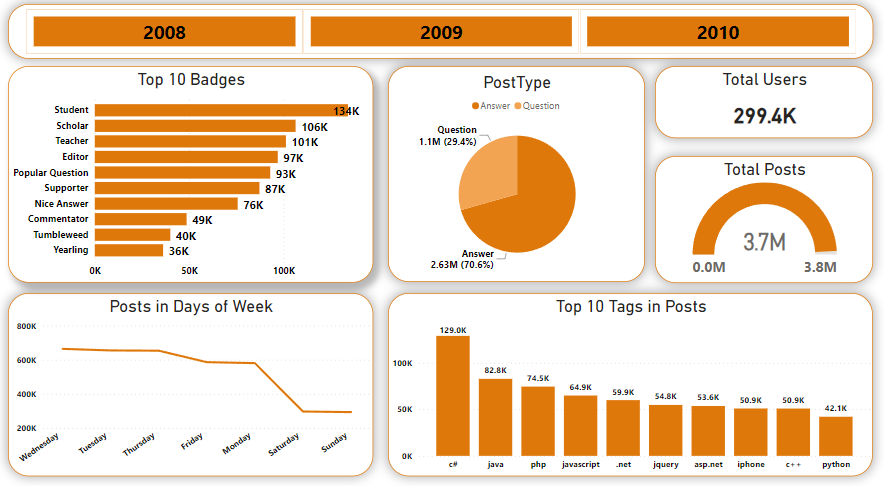 2008 2009 2010
Top 10 Badges
Student 134K
Scholar 106K
Teacher 101K
Editor 97K
Popular Question 93K
Supporter 87K
Nice Answer 76K
Commentator 49K
Tumbleweed 40K
Yearling 36K
0K 50K 100K
PostType
Answer Question
Question
1.1M (29.4%)
Answer
2.63M (70.6%)
Total Users
299.4K
Total Posts
3.7M
0.0M 3.8M
Posts in Days of Week
800K
600K
400K
200K
Wednesday Tuesday Thursday Friday Monday Saturday Sunday
Top 10 Tags in Posts
129.0K 82.8K 74.5K 64.9K 59.9K 54.8K 53.6K 50.9K 50.9K 42.1K
100K
50K
0K
c# java php javascript .net jquery asp.net iphone c++ python